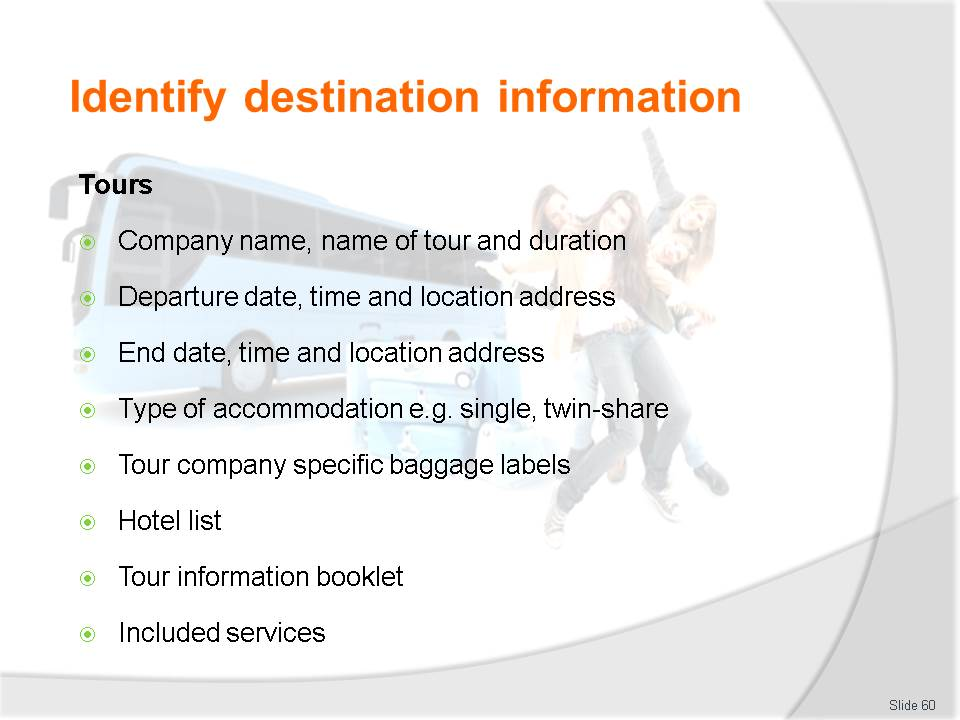 Identify destination information
Tours
Company name, name of tour and duration
Departure date, time and location address
End date, time and location address
Type of accommodation e.g. single, twin-share
Tour company specific baggage labels
Hotel list
Tour information booklet
Included services
Slide 60